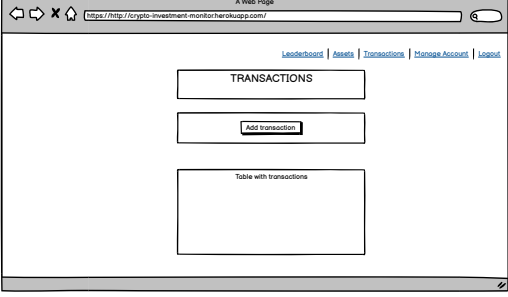 A Web Page
https://http://crypto-investment-monitor.herokuapp.com/
Leaderboard | Assets | Transactions | Manage Account | Logout
TRANSACTIONS
Add transaction
Table with transactions